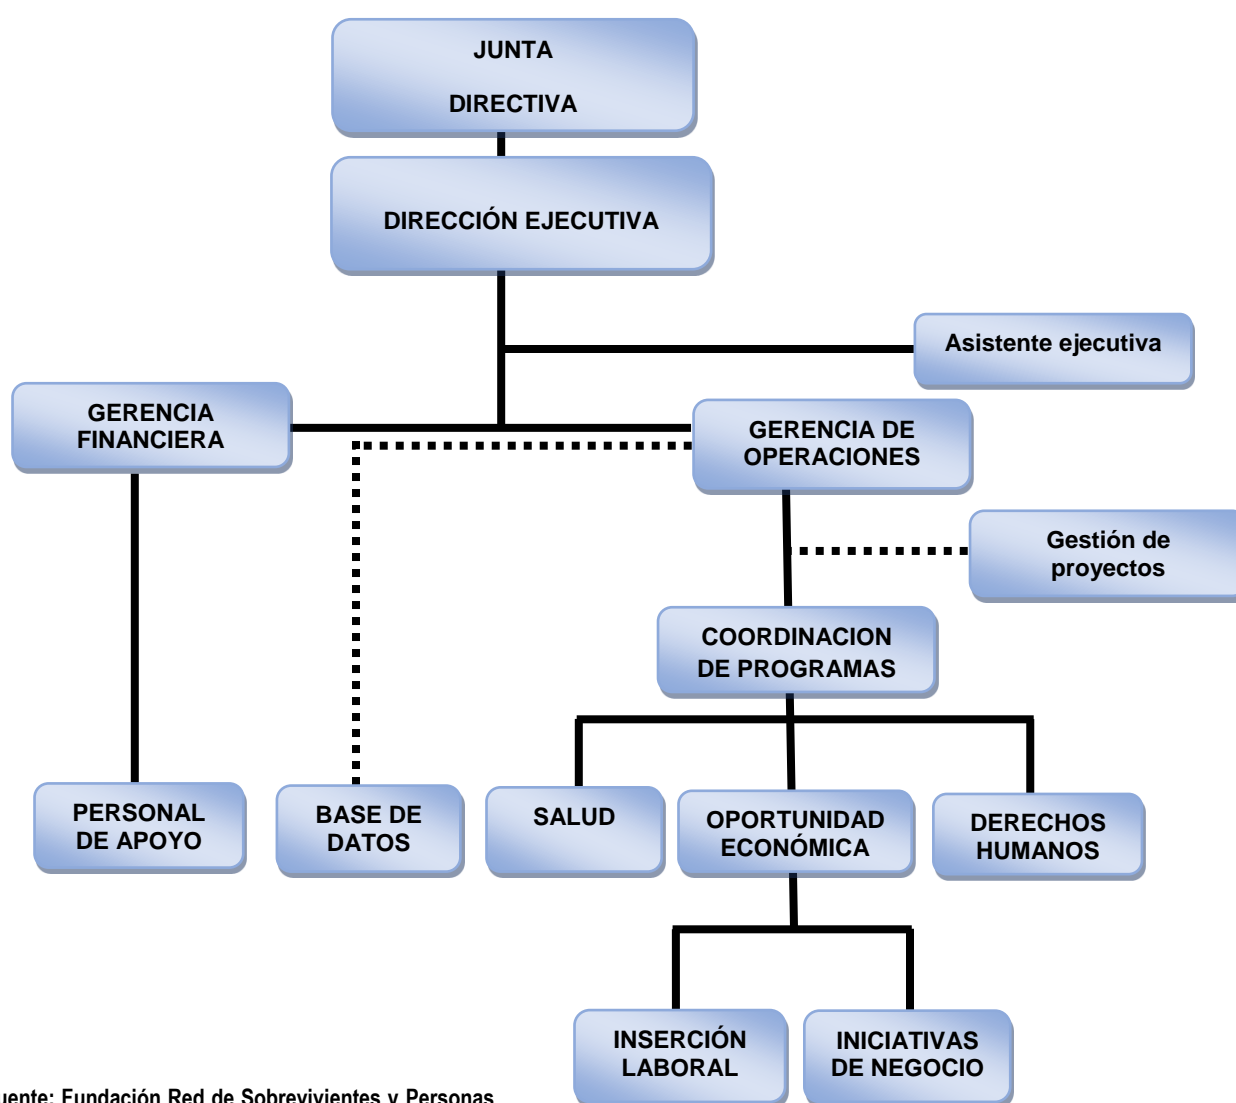 JUNTA
DIRECTIVA
DIRECCIÓN EJECUTIVA
Asistente ejecutiva
GERENCIA
FINANCIERA
GERENCIA DE
OPERACIONES
Gestión de
proyectos
COORDINACION
DE PROGRAMAS
PERSONAL
DE APOYO
BASE DE
DATOS
SALUD
OPORTUNIDAD
ECONÓMICA
DERECHOS
HUMANOS
INSERCIÓN
LABORAL
INICIATIVAS
DE NEGOCIO
uente: Fundación Red de Sobrevivientes y Personas